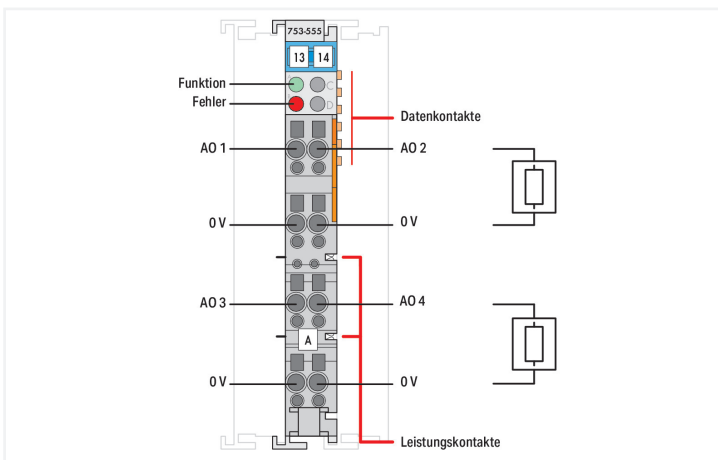 753-555
13 14
Funktion
C
Fehler
D
Datenkontakte
AO 1
AO 2
0 V
0 V
AO 3
AO 4
A
0 V
0 V
Leistungskontakte